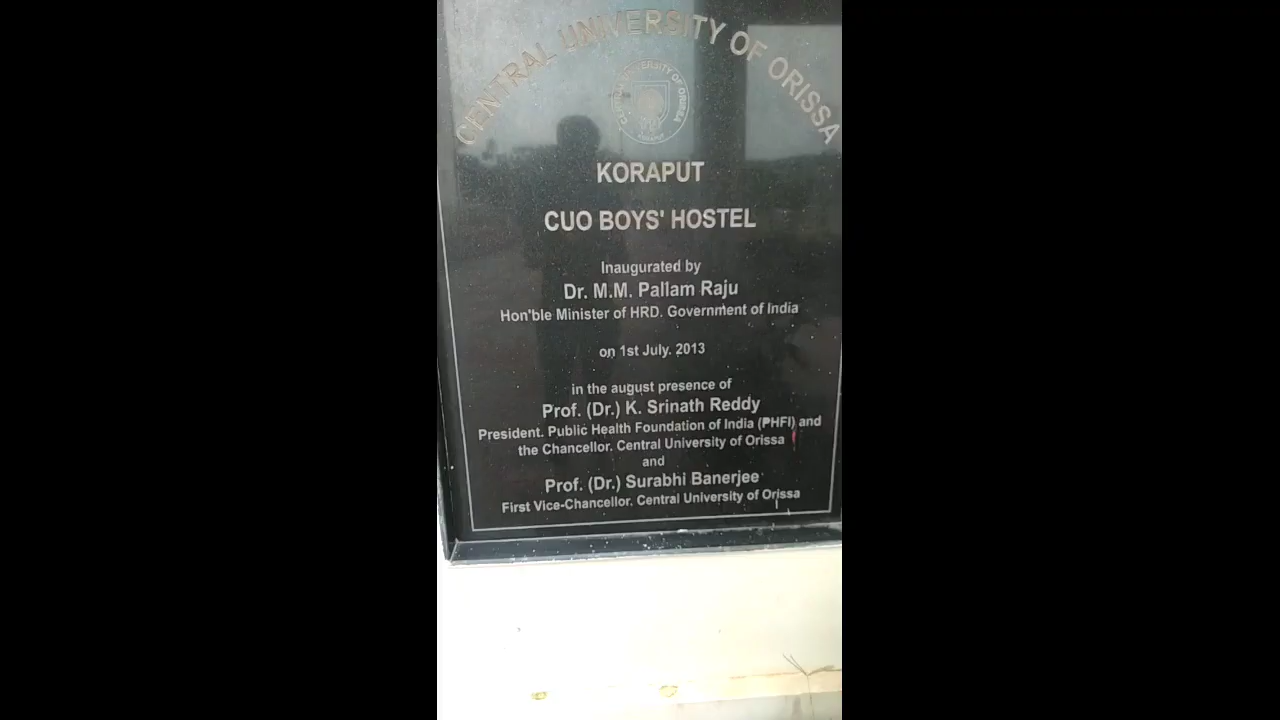 CENTRAL UNIVERSITY OF ORISSA
KORAPUT
CUO BOYS' HOSTEL
Inaugurated by
Dr. M.M. Pallam Raju
Hon'ble Minister of HRD. Government of India
on 1st July. 2013
in the august presence of
Prof. (Dr.) K. Srinath Reddy
President. Public Health Foundation of India (PHFI) and
the Chancellor. Central University of Orissa
and
Prof. (Dr.) Surabhi Banerjee
First Vice-Chancellor. Central University of Orissa